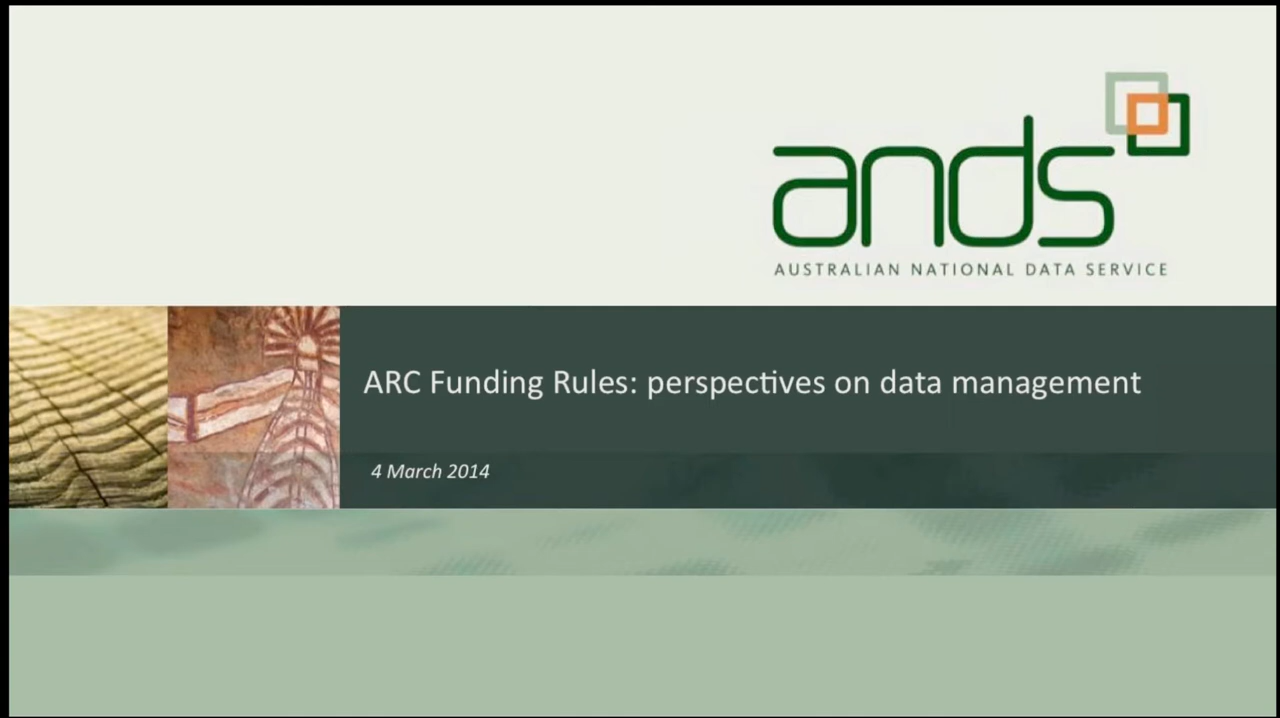 ands
AUSTRALIAN NATIONAL DATA SERVICE
ARC Funding Rules: perspectives on data management
4 March 2014